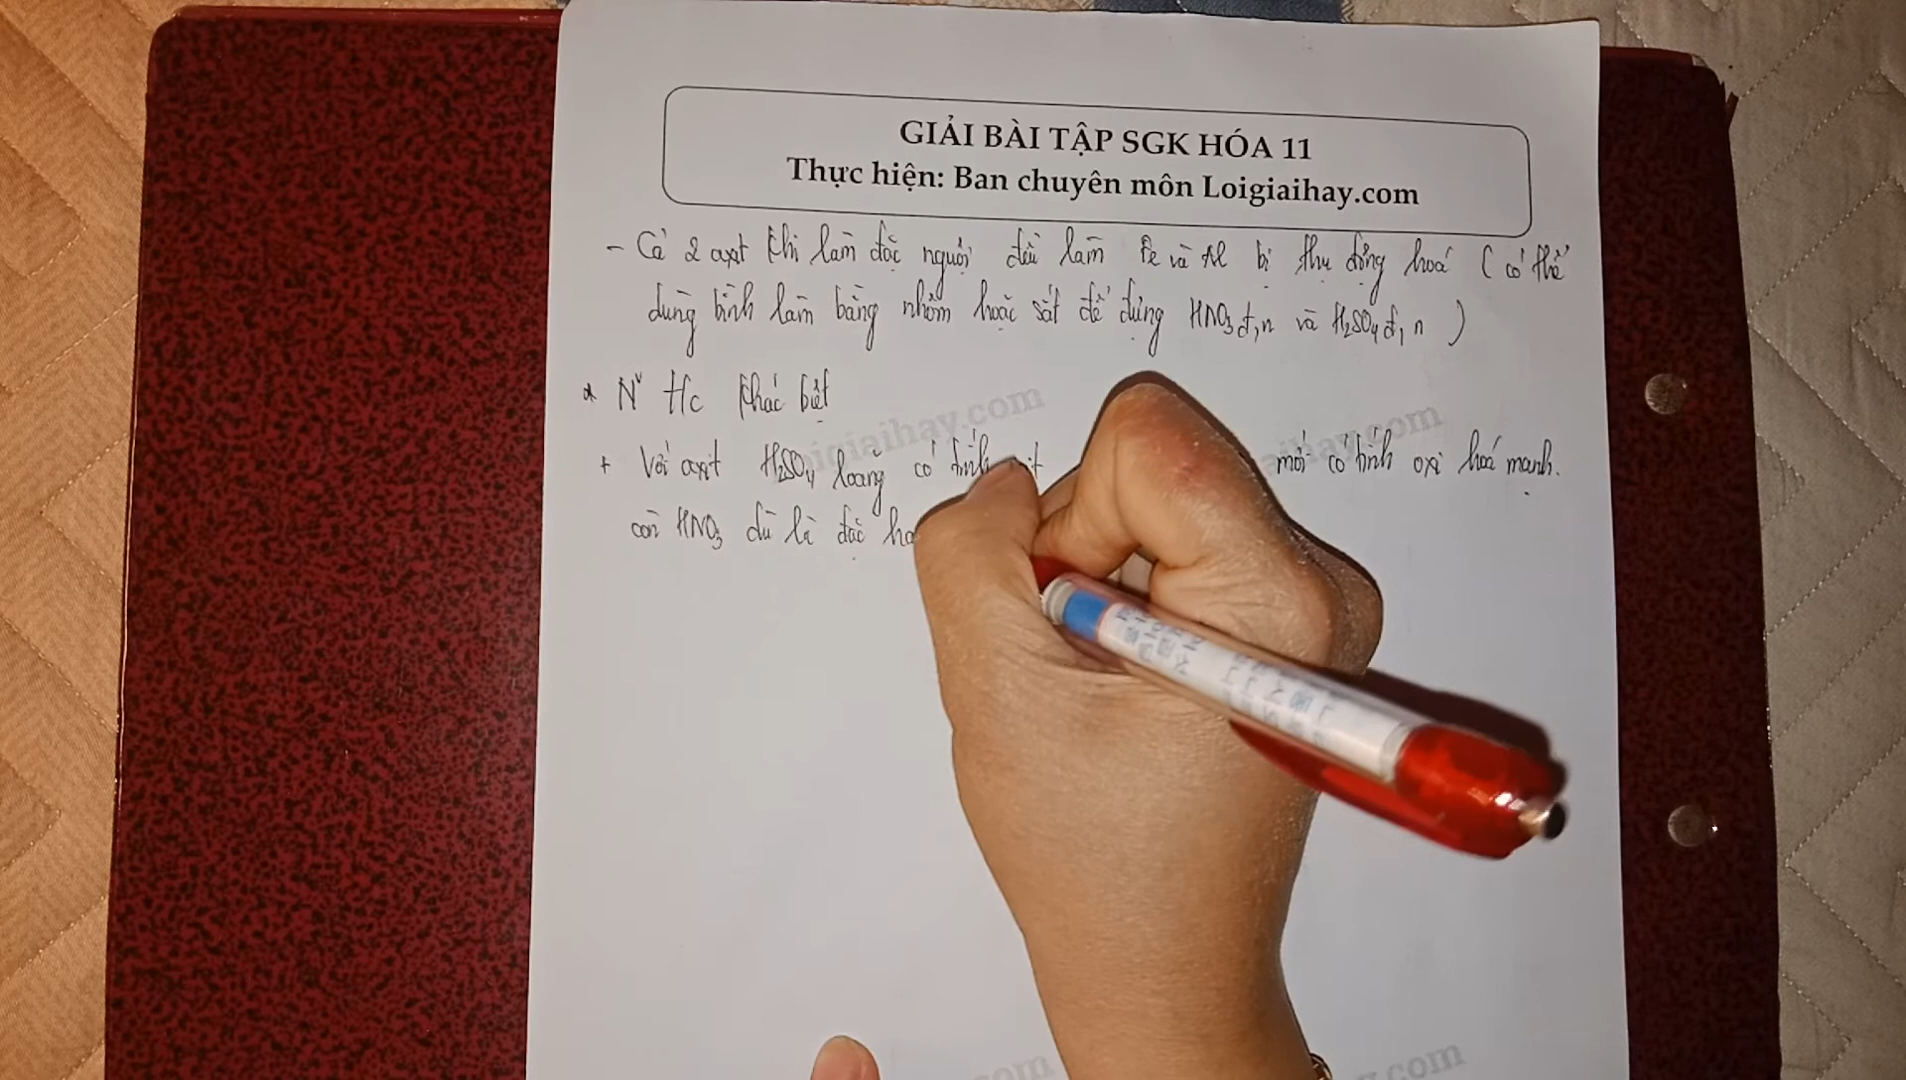 GIẢI BÀI TẬP SGK HÓA 11
Thực hiện: Ban chuyên môn Loigiaihay.com
- Cả 2 axit khi làm đặc nguội đều làm Fe và Al bị thụ động hoá (có thể
dùng bình làm bằng nhôm hoặc sắt để đựng HNO3 đ, n và H2SO4 đ, n)
* N~ t/c khác biệt
+ Với axit H2SO4 loãng có tính mới có tính oxi hoá mạnh.
còn HNO3 dù là đặc
loigiaihay.com